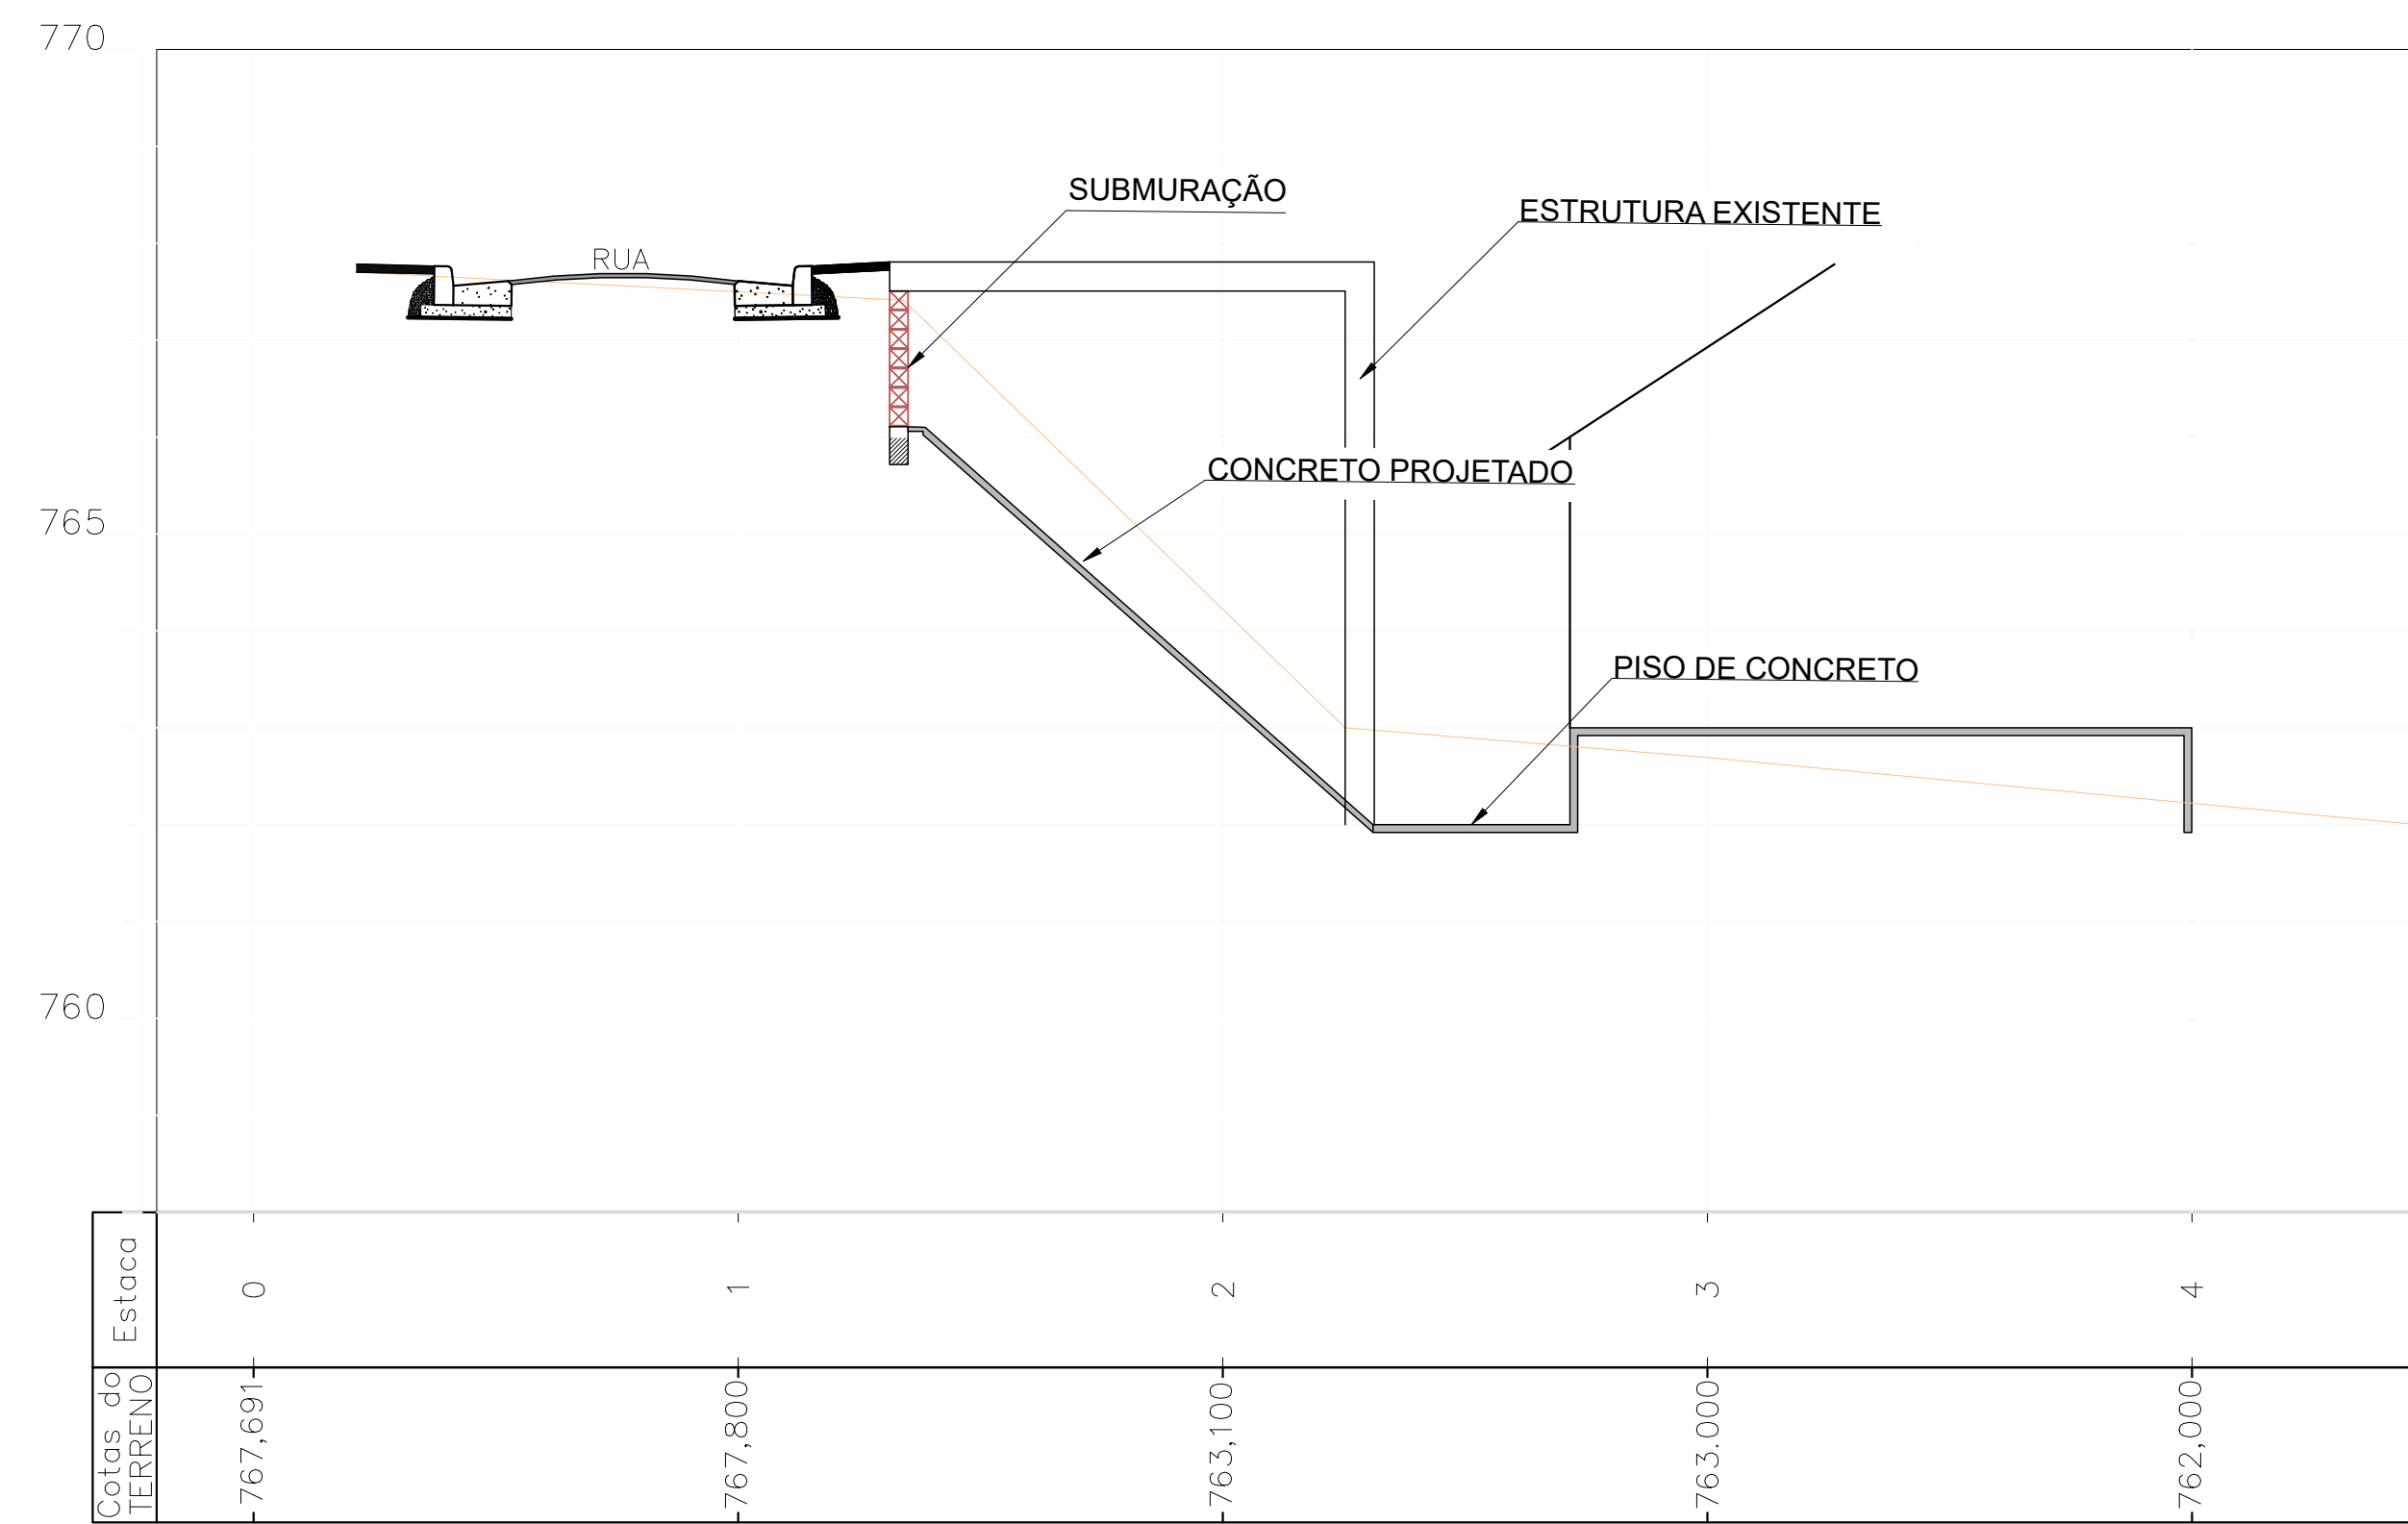 770
SUBMURAÇÃO
ESTRUTURA EXISTENTE
RUA
CONCRETO PROJETADO
765
PISO DE CONCRETO
760
Estaca
0
1
2
3
4
Cotas do
TERRENO
767,691
767,800
763,100
763.000
762,000